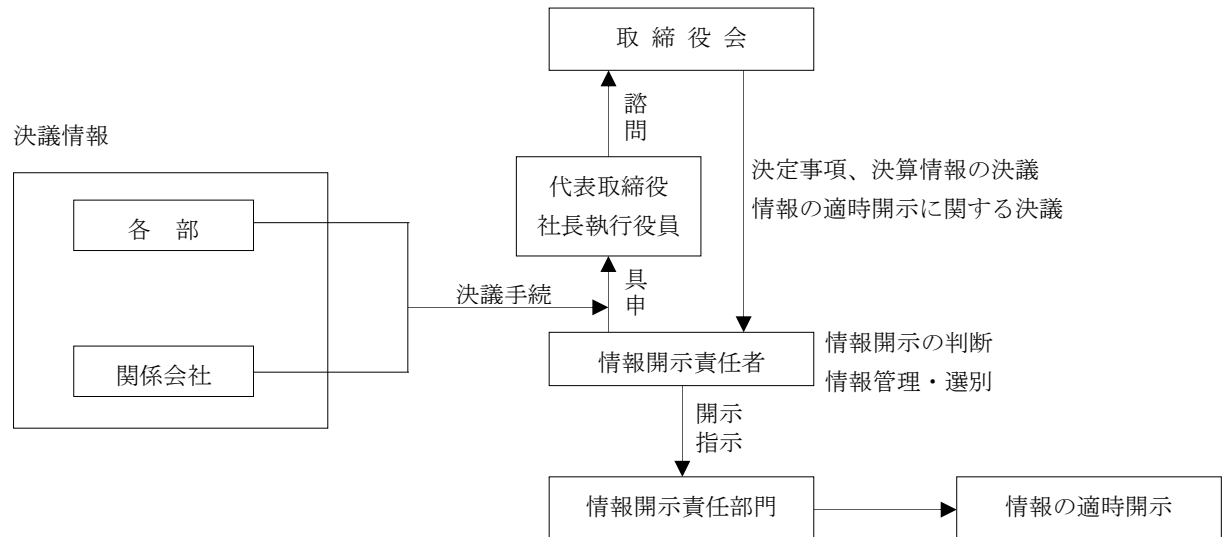 取 締 役 会
諮
問
決議情報
代表取締役
社長執行役員
決定事項、決算情報の決議
情報の適時開示に関する決議
各　部
具
申
決議手続
関係会社
情報開示責任者
情報開示の判断
情報管理・選別
開示
指示
情報開示責任部門
情報の適時開示